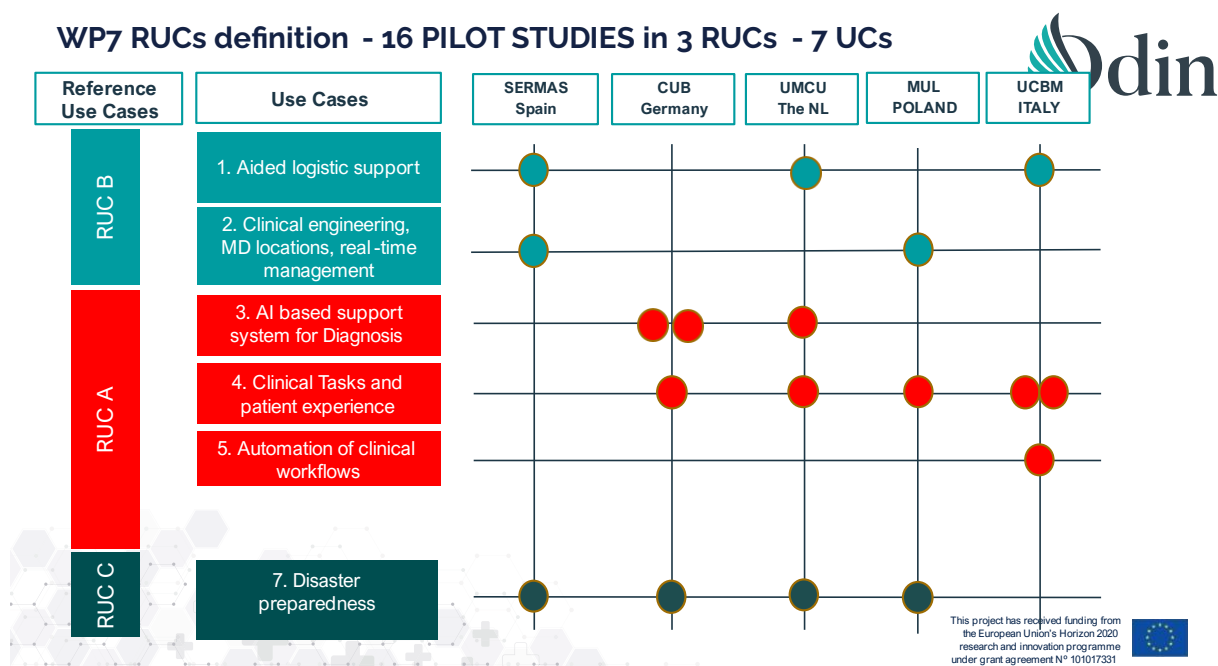 WP7 RUCs definition - 16 PILOT STUDIES in 3 RUCs - 7 UCs
Odin
Reference
Use Cases
Use Cases
SERMAS
Spain
CUB
Germany
UMCU
The NL
MUL
POLAND
UCBM
ITALY
RUC B
1. Aided logistic support
2. Clinical engineering,
MD locations, real-time
management
RUC A
3. AI based support
system for Diagnosis
4. Clinical Tasks and
patient experience
5. Automation of clinical
workflows
RUC C
7. Disaster
preparedness
This project has received funding from
the European Union's Horizon 2020
research and innovation programme
under grant agreement Nº 101017331